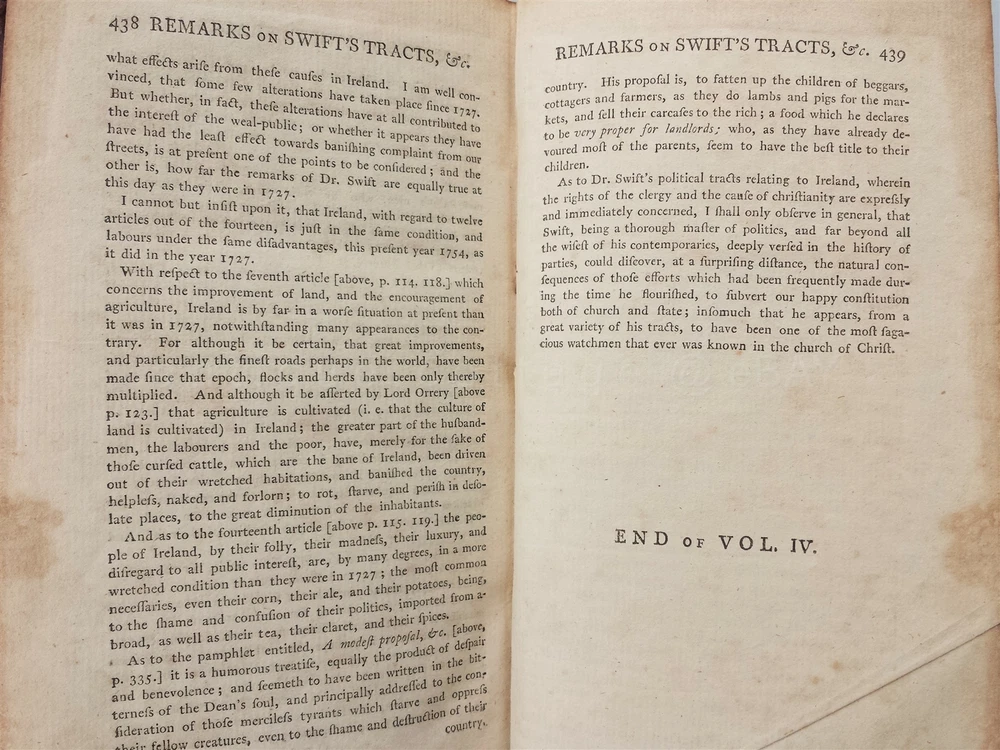 438 REMARKS ON SWIFT'S TRACTS, &c.
what effects ariſe from theſe cauſes in Ireland. I am well con-
vinced, that ſome few alterations have taken place ſince 1727.
But whether, in fact, theſe alterations have at all contributed to
the intereſt of the weal-public; or whether it appears they have
have had the leaſt effect towards baniſhing complaint from our
ſtreets, is at preſent one of the points to be conſidered; and the
other is, how far the remarks of Dr. Swift are equally true at
this day as they were in 1727.
I cannot but inſiſt upon it, that Ireland, with regard to twelve
articles out of the fourteen, is juſt in the ſame condition, and
labours under the ſame diſadvantages, this preſent year 1754, as
it did in the year 1727.
With reſpect to the ſeventh article [above, p. 114. 118.] which
concerns the improvement of land, and the encouragement of
agriculture, Ireland is by far in a worſe ſituation at preſent than
it was in 1727, notwithſtanding many appearances to the con-
trary. For although it be certain, that great improvements,
and particularly the fineſt roads perhaps in the world, have been
made ſince that epoch, flocks and herds have been only thereby
multiplied. And although it be aſſerted by Lord Orrery [above
p. 123.] that agriculture is cultivated (i. e. that the culture of
land is cultivated) in Ireland; the greater part of the huſband-
men, the labourers and the poor, have, merely for the ſake of
thoſe curſed cattle, which are the bane of Ireland, been driven
out of their wretched habitations, and baniſhed the country,
helpleſs, naked, and forlorn; to rot, ſtarve, and periſh in deſo-
late places, to the great diminution of the inhabitants.
And as to the fourteenth article [above p. 115. 119.] the peo-
ple of Ireland, by their folly, their madneſs, their luxury, and
diſregard to all public intereſt, are, by many degrees, in a more
wretched condition than they were in 1727; the moſt common
neceſſaries, even their corn, their ale, and their potatoes, being,
to the ſhame and confuſion of their politics, imported from a-
broad, as well as their tea, their claret, and their ſpices.
As to the pamphlet entitled, A modeſt propoſal, &c. [above,
p. 335.] it is a humorous treatiſe, equally the product of deſpair
and benevolence; and ſeemeth to have been written in the bit-
terneſs of the Dean's ſoul, and principally addreſſed to the con-
ſideration of thoſe mercileſs tyrants which ſtarve and oppreſs
their fellow creatures, even to the ſhame and deſtruction of their
country.
REMARKS ON SWIFT'S TRACTS, &c. 439
country. His propoſal is, to fatten up the children of beggars,
cottagers and farmers, as they do lambs and pigs for the mar-
kets, and ſell their carcaſes to the rich; a food which he declares
to be very proper for landlords; who, as they have already de-
voured moſt of the parents, ſeem to have the beſt title to their
children.
As to Dr. Swift's political tracts relating to Ireland, wherein
the rights of the clergy and the cauſe of chriſtianity are expreſsly
and immediately concerned, I ſhall only obſerve in general, that
Swift, being a thorough maſter of politics, and far beyond all
the wiſeſt of his contemporaries, deeply verſed in the hiſtory of
parties, could diſcover, at a ſurpriſing diſtance, the natural con-
ſequences of thoſe efforts which had been frequently made dur-
ing the time he flouriſhed, to ſubvert our happy conſtitution
both of church and ſtate; inſomuch that he appears, from a
great variety of his tracts, to have been one of the moſt ſaga-
cious watchmen that ever was known in the church of Chriſt.
END OF VOL. IV.